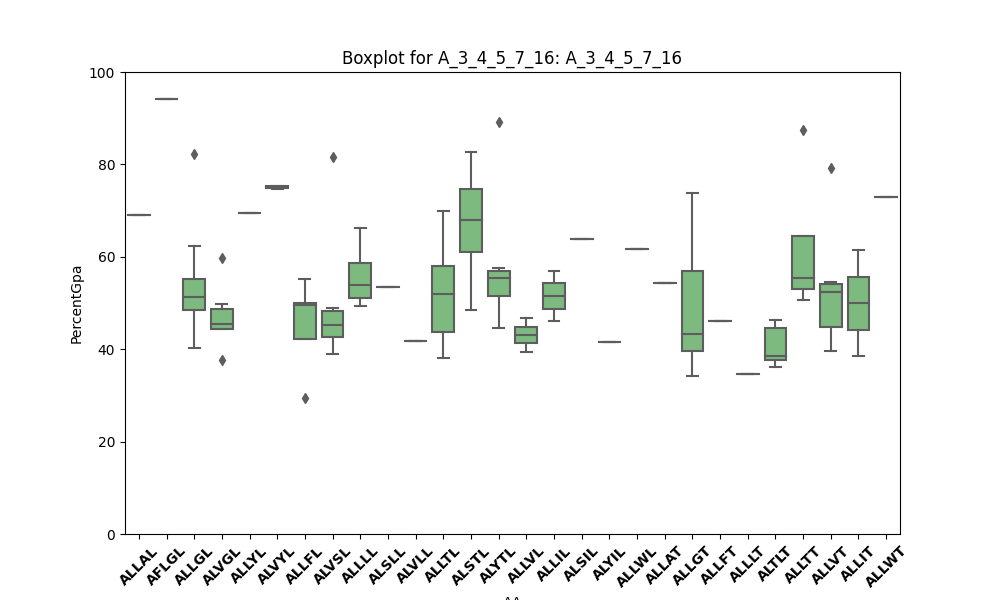 Boxplot for A_3_4_5_7_16: A_3_4_5_7_16
100
80
60
40
20
0
PercentGpa
ALLAL AFLGL ALLGL ALVGL ALLYL ALVYL ALLFL ALVSL ALLLL ALSLL ALVLL ALLTL ALSTL ALYTL ALLVL ALLIL ALSIL ALYIL ALLWL ALLAT ALLGT ALLFT ALLLT ALTLT ALLTT ALLVT ALLIT ALLWT